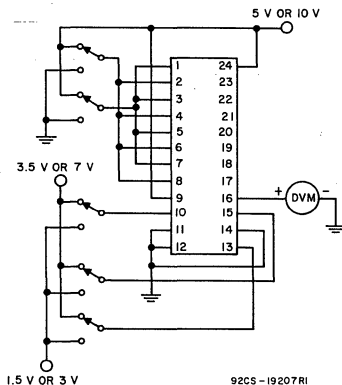 5 V OR 10 V
1 24
2 23
3 22
4 21
5 20
6 19
7 18
8 17
9 16
10 15
11 14
12 13
+ DVM -
3.5 V OR 7 V
1.5 V OR 3 V
92CS-19207RI